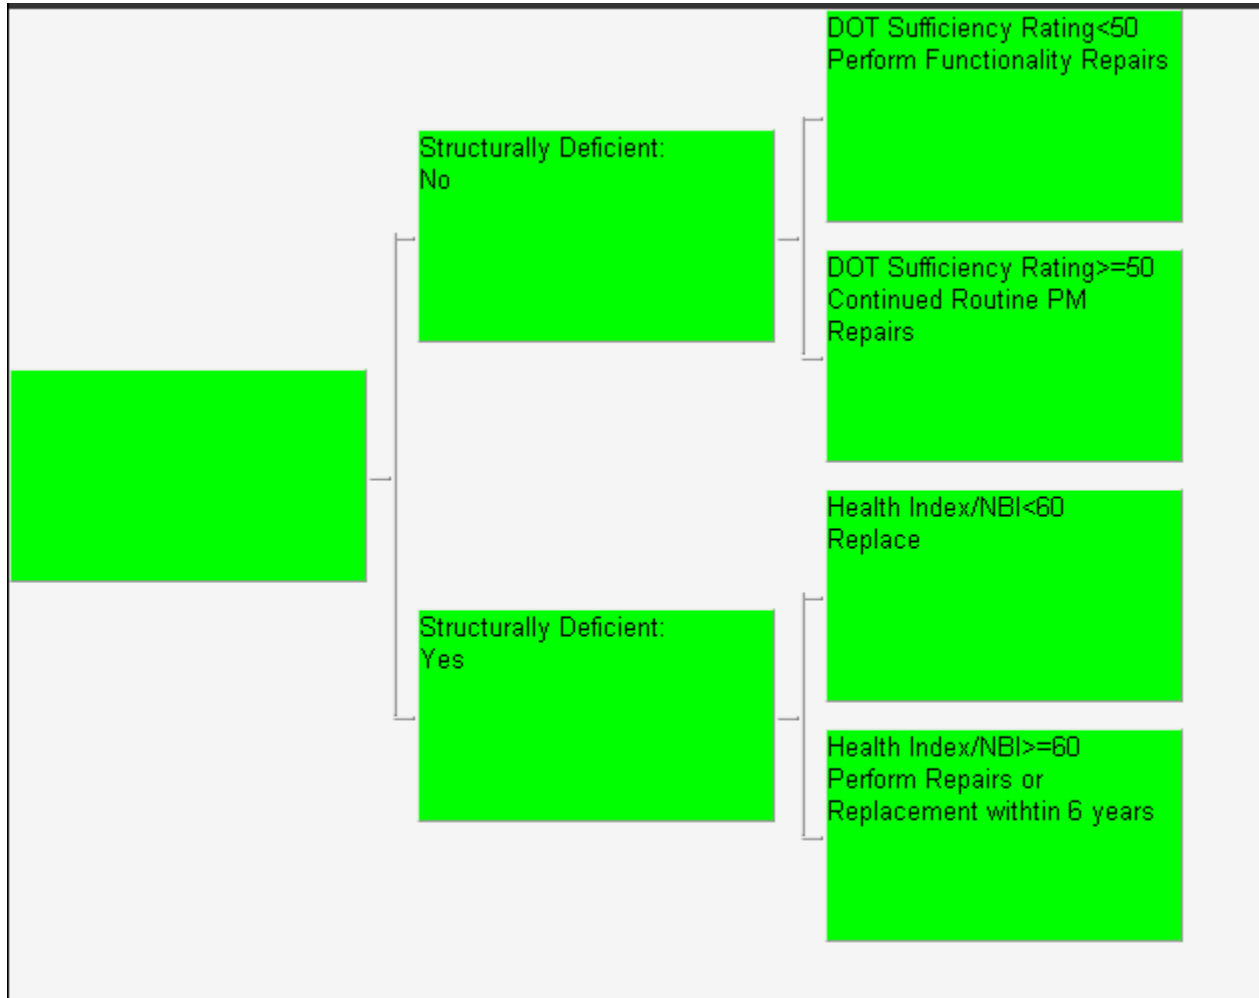 DOT Sufficiency Rating<50
Perform Functionality Repairs
Structurally Deficient:
No
DOT Sufficiency Rating>=50
Continued Routine PM
Repairs
Health Index/NBI<60
Replace
Structurally Deficient:
Yes
Health Index/NBI>=60
Perform Repairs or
Replacement withtin 6 years